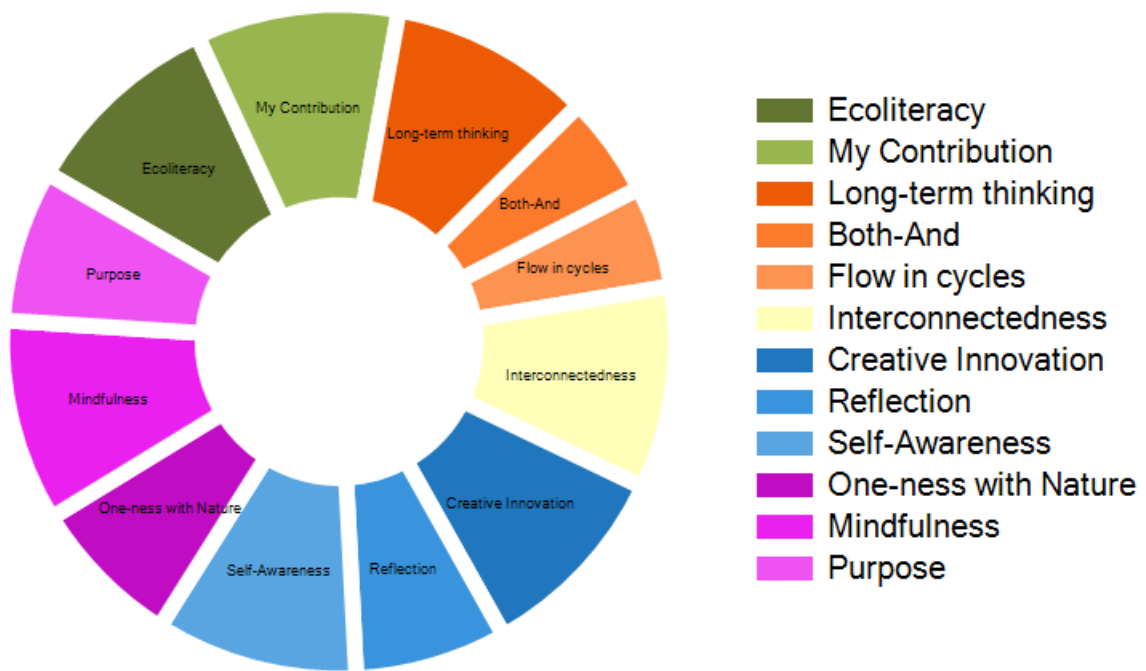 My Contribution
Long-term thinking
Ecoliteracy
Both-And
Flow in cycles
Purpose
Interconnectedness
Mindfulness
Creative Innovation
One-ness with Nature
Self-Awareness
Reflection
Ecoliteracy
My Contribution
Long-term thinking
Both-And
Flow in cycles
Interconnectedness
Creative Innovation
Reflection
Self-Awareness
One-ness with Nature
Mindfulness
Purpose